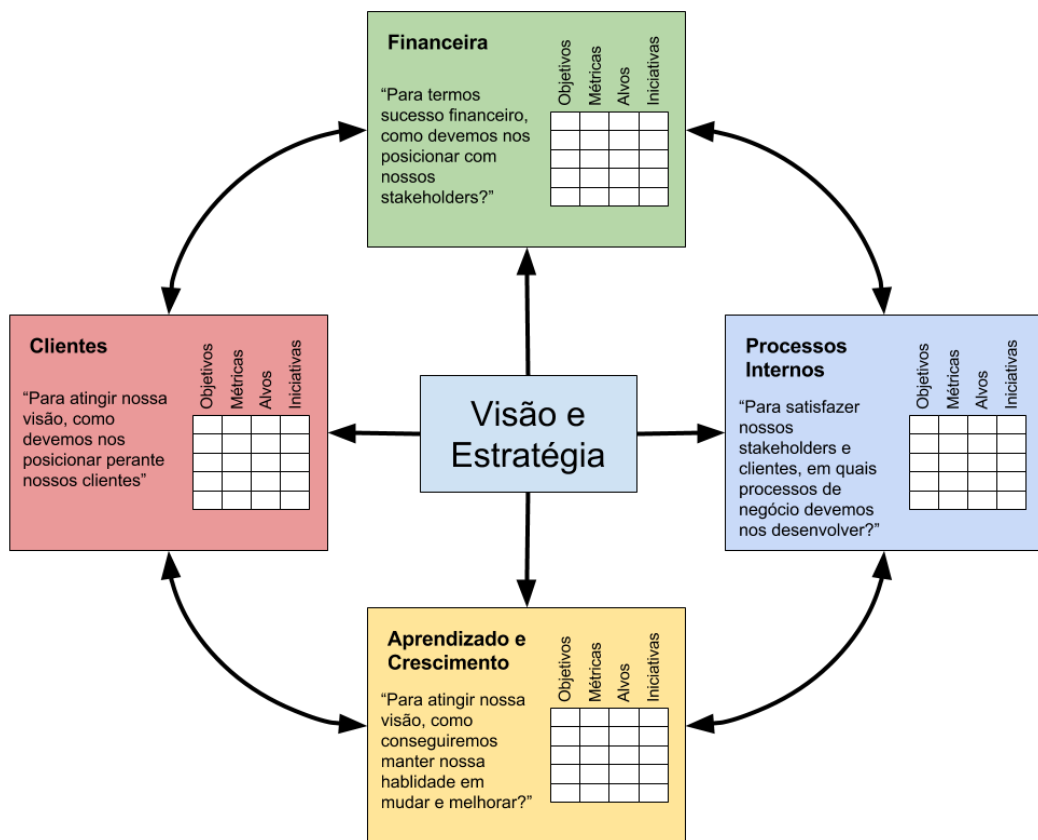 Financeira
“Para termos
sucesso financeiro,
como devemos nos
posicionar com
nossos
stakeholders?”
Objetivos
Métricas
Alvos
Iniciativas
Clientes
“Para atingir nossa
visão, como
devemos nos
posicionar perante
nossos clientes”
Objetivos
Métricas
Alvos
Iniciativas
Visão e
Estratégia
Processos
Internos
“Para satisfazer
nossos
stakeholders e
clientes, em quais
processos de
negócio devemos
nos desenvolver?”
Objetivos
Métricas
Alvos
Iniciativas
Aprendizado e
Crescimento
“Para atingir nossa
visão, como
conseguiremos
manter nossa
hablidade em
mudar e melhorar?”
Objetivos
Métricas
Alvos
Iniciativas